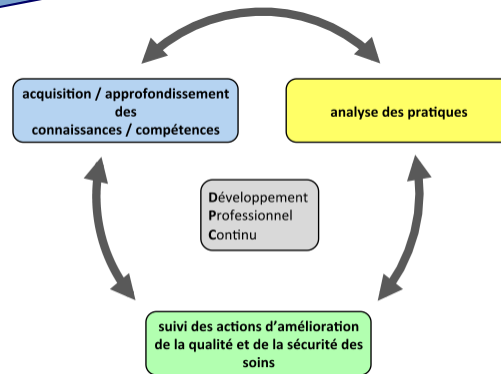 acquisition / approfondissement
des
connaissances / compétences
analyse des pratiques
Développement
Professionnel
Continu
suivi des actions d'amélioration
de la qualité et de la sécurité des
soins